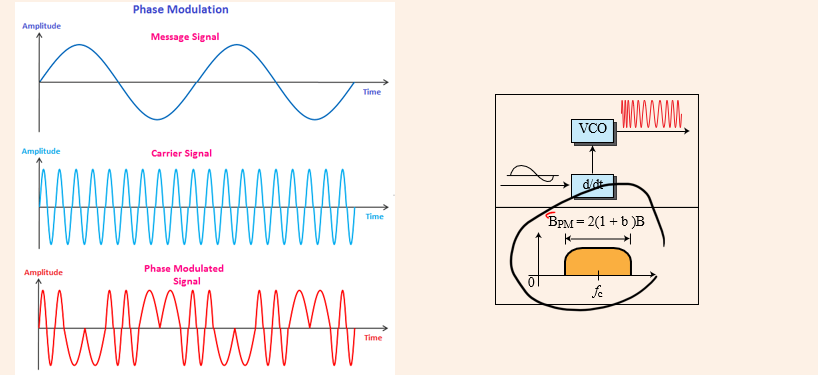 Phase Modulation
Amplitude
Message Signal
Time
Amplitude
Carrier Signal
Time
Amplitude
Phase Modulated
Signal
Time
VCO
d/dt
BPM = 2(1 + b )B
0
fc